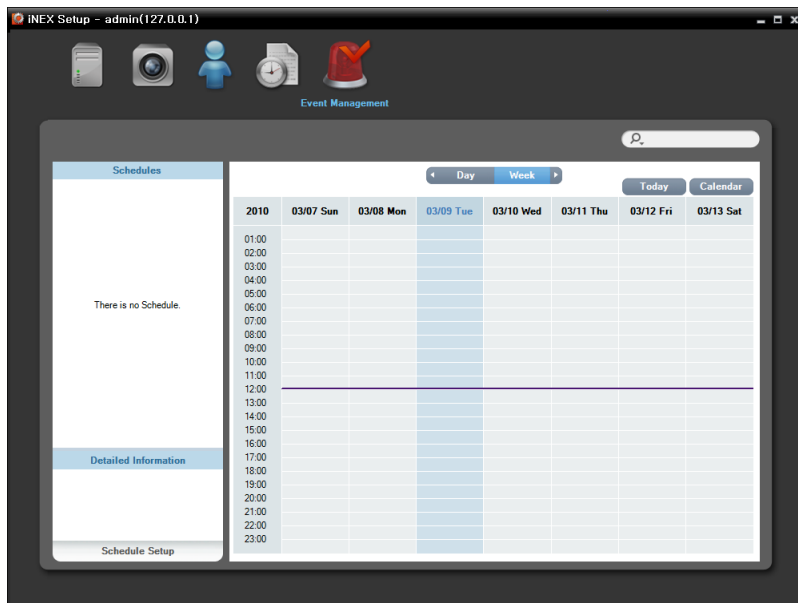 iNEX Setup - admin(127.0.0.1)
Event Management
Schedules
There is no Schedule.
Detailed Information
Schedule Setup
Day Week
Today Calendar
2010 03/07 Sun 03/08 Mon 03/09 Tue 03/10 Wed 03/11 Thu 03/12 Fri 03/13 Sat
01:00
02:00
03:00
04:00
05:00
06:00
07:00
08:00
09:00
10:00
11:00
12:00
13:00
14:00
15:00
16:00
17:00
18:00
19:00
20:00
21:00
22:00
23:00